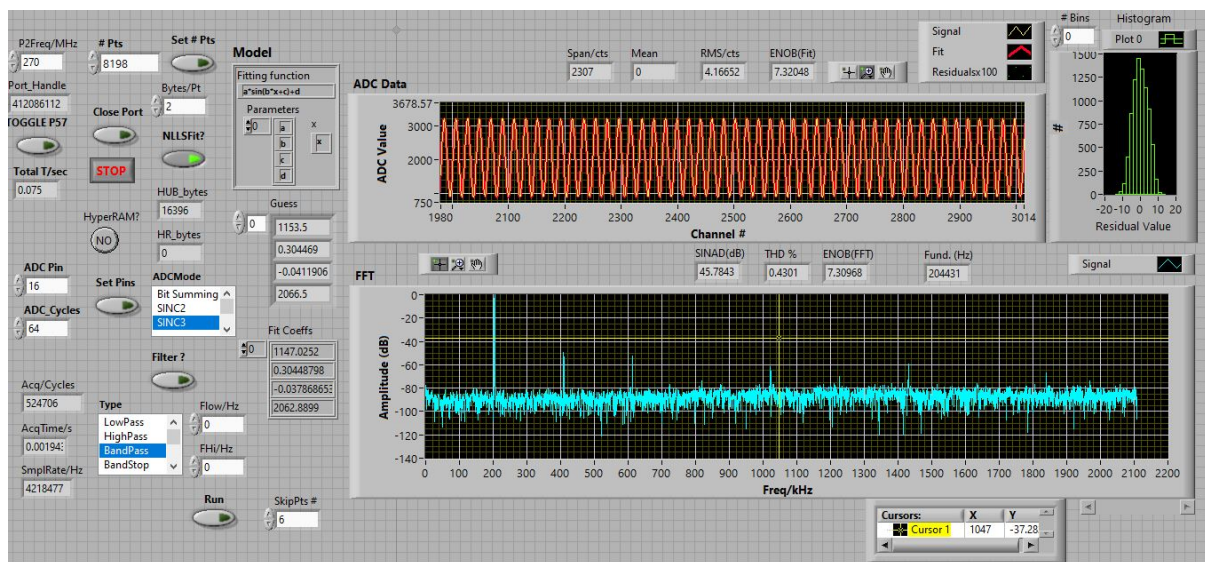 P2Freq/MHz
270
# Pts
8198
Set # Pts
Port_Handle
412086112
Bytes/Pt
2
Close Port
TOGGLE P57
NLLSFit?
Total T/sec
0.075
STOP
HUB_bytes
16396
HyperRAM?
NO
HR_bytes
0
ADC Pin
16
Set Pins
ADCMode
Bit Summing
SINC2
SINC3
ADC_Cycles
64
Filter ?
Acq/Cycles
524706
Type
LowPass
HighPass
BandPass
BandStop
Flow/Hz
0
AcqTime/s
0.00194
FHi/Hz
0
SmplRate/Hz
4218477
Run
SkipPts #
6
Model
Fitting function
a*sin(b*x+c)+d
Parameters
0
a
b
c
d
x
x
Guess
0
1153.5
0.304469
-0.0411906
2066.5
Fit Coeffs
0
1147.0252
0.30448798
-0.03786865
2062.8899
Span/cts
2307
Mean
0
RMS/cts
4.16652
ENOB(Fit)
7.32048
Signal
Fit
Residualsx100
ADC Data
ADC Value
3678.57
3000
2000
750
1980 2100 2200 2300 2400 2500 2600 2700 2800 2900 3014
Channel #
# Bins
0
Histogram
Plot 0
#
1500
1250
1000
750
500
250
0
-20 -10 0 10 20
Residual Value
SINAD(dB)
45.7843
THD %
0.4301
ENOB(FFT)
7.30968
Fund. (Hz)
204431
Signal
FFT
Amplitude (dB)
0
-20
-40
-60
-80
-100
-120
-140
0 100 200 300 400 500 600 700 800 900 1000 1100 1200 1300 1400 1500 1600 1700 1800 1900 2000 2100 2200
Freq/kHz
Cursors: X Y
Cursor 1 1047 -37.28